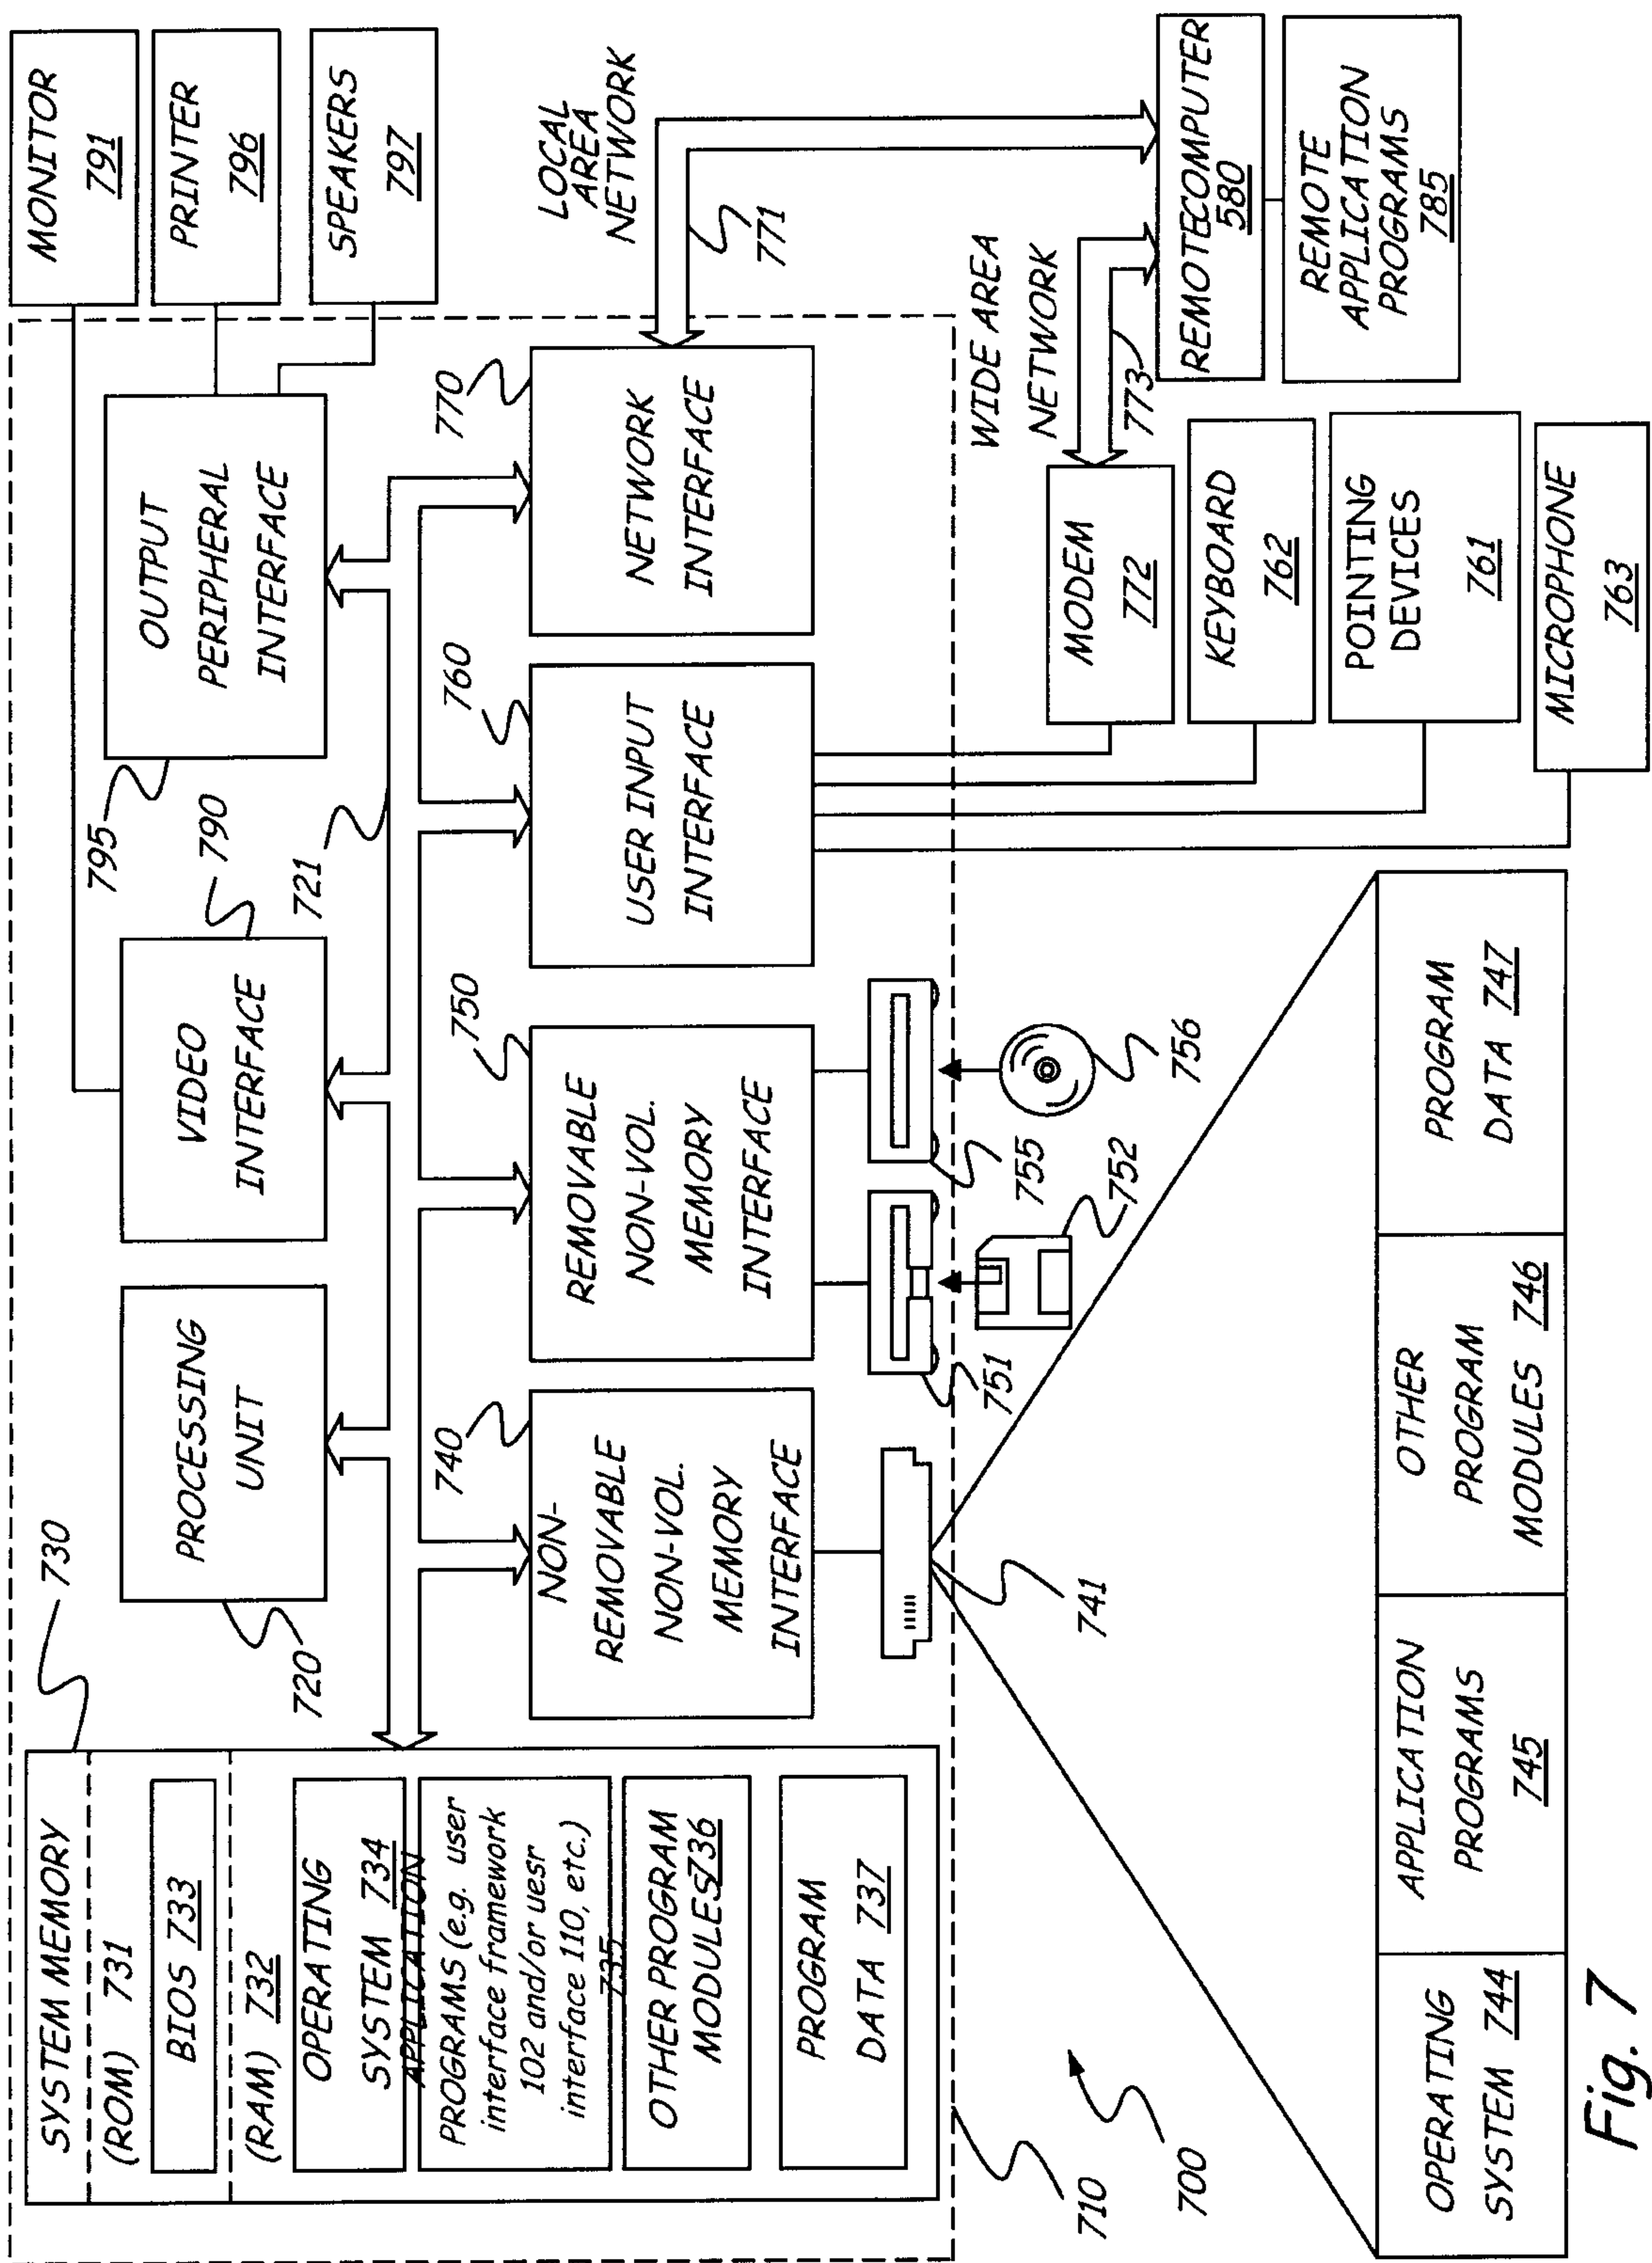 SYSTEM MEMORY
(ROM) 731
BIOS 733
(RAM) 732
OPERATING
SYSTEM 734
APPLICATION
PROGRAMS (e.g. user
interface framework
102 and/or uesr
interface 110, etc.)
735
OTHER PROGRAM
MODULES 736
PROGRAM
DATA 737
730
PROCESSING
UNIT
720
VIDEO
INTERFACE
790
OUTPUT
PERIPHERAL
INTERFACE
795
721
MONITOR
791
PRINTER
796
SPEAKERS
797
NON-
REMOVABLE
NON-VOL.
MEMORY
INTERFACE
740
REMOVABLE
NON-VOL.
MEMORY
INTERFACE
750
USER INPUT
INTERFACE
760
NETWORK
INTERFACE
770
LOCAL
AREA
NETWORK
771
741
751
752
755
756
WIDE AREA
NETWORK
773
MODEM
772
KEYBOARD
762
POINTING
DEVICES
761
MICROPHONE
763
REMOTECOMPUTER
580
REMOTE
APPLICATION
PROGRAMS
785
710
700
OPERATING
SYSTEM 744
APPLICATION
PROGRAMS
745
OTHER
PROGRAM
MODULES 746
PROGRAM
DATA 747
Fig. 7